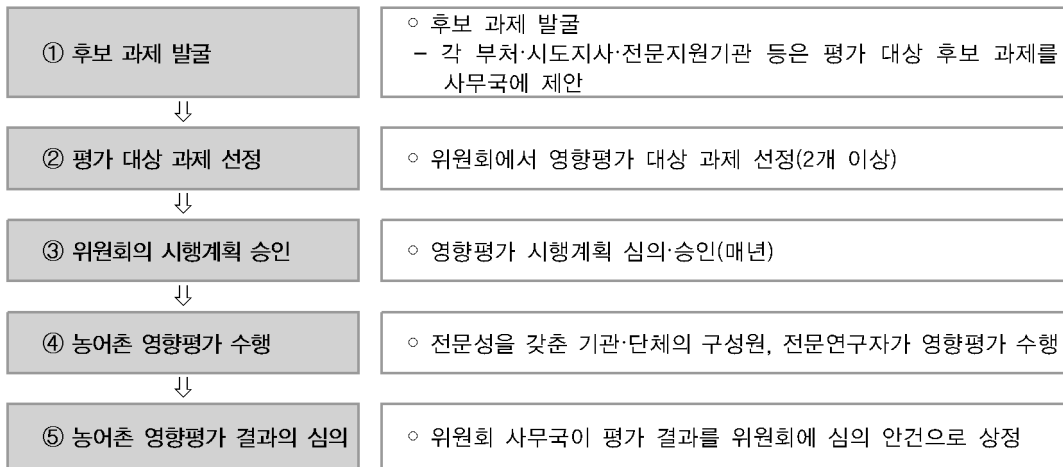 ① 후보 과제 발굴
◦ 후보 과제 발굴
- 각 부처·시도지사·전문지원기관 등은 평가 대상 후보 과제를
사무국에 제안
⇩
② 평가 대상 과제 선정
◦ 위원회에서 영향평가 대상 과제 선정(2개 이상)
⇩
③ 위원회의 시행계획 승인
◦ 영향평가 시행계획 심의·승인(매년)
⇩
④ 농어촌 영향평가 수행
◦ 전문성을 갖춘 기관·단체의 구성원, 전문연구자가 영향평가 수행
⇩
⑤ 농어촌 영향평가 결과의 심의
◦ 위원회 사무국이 평가 결과를 위원회에 심의 안건으로 상정